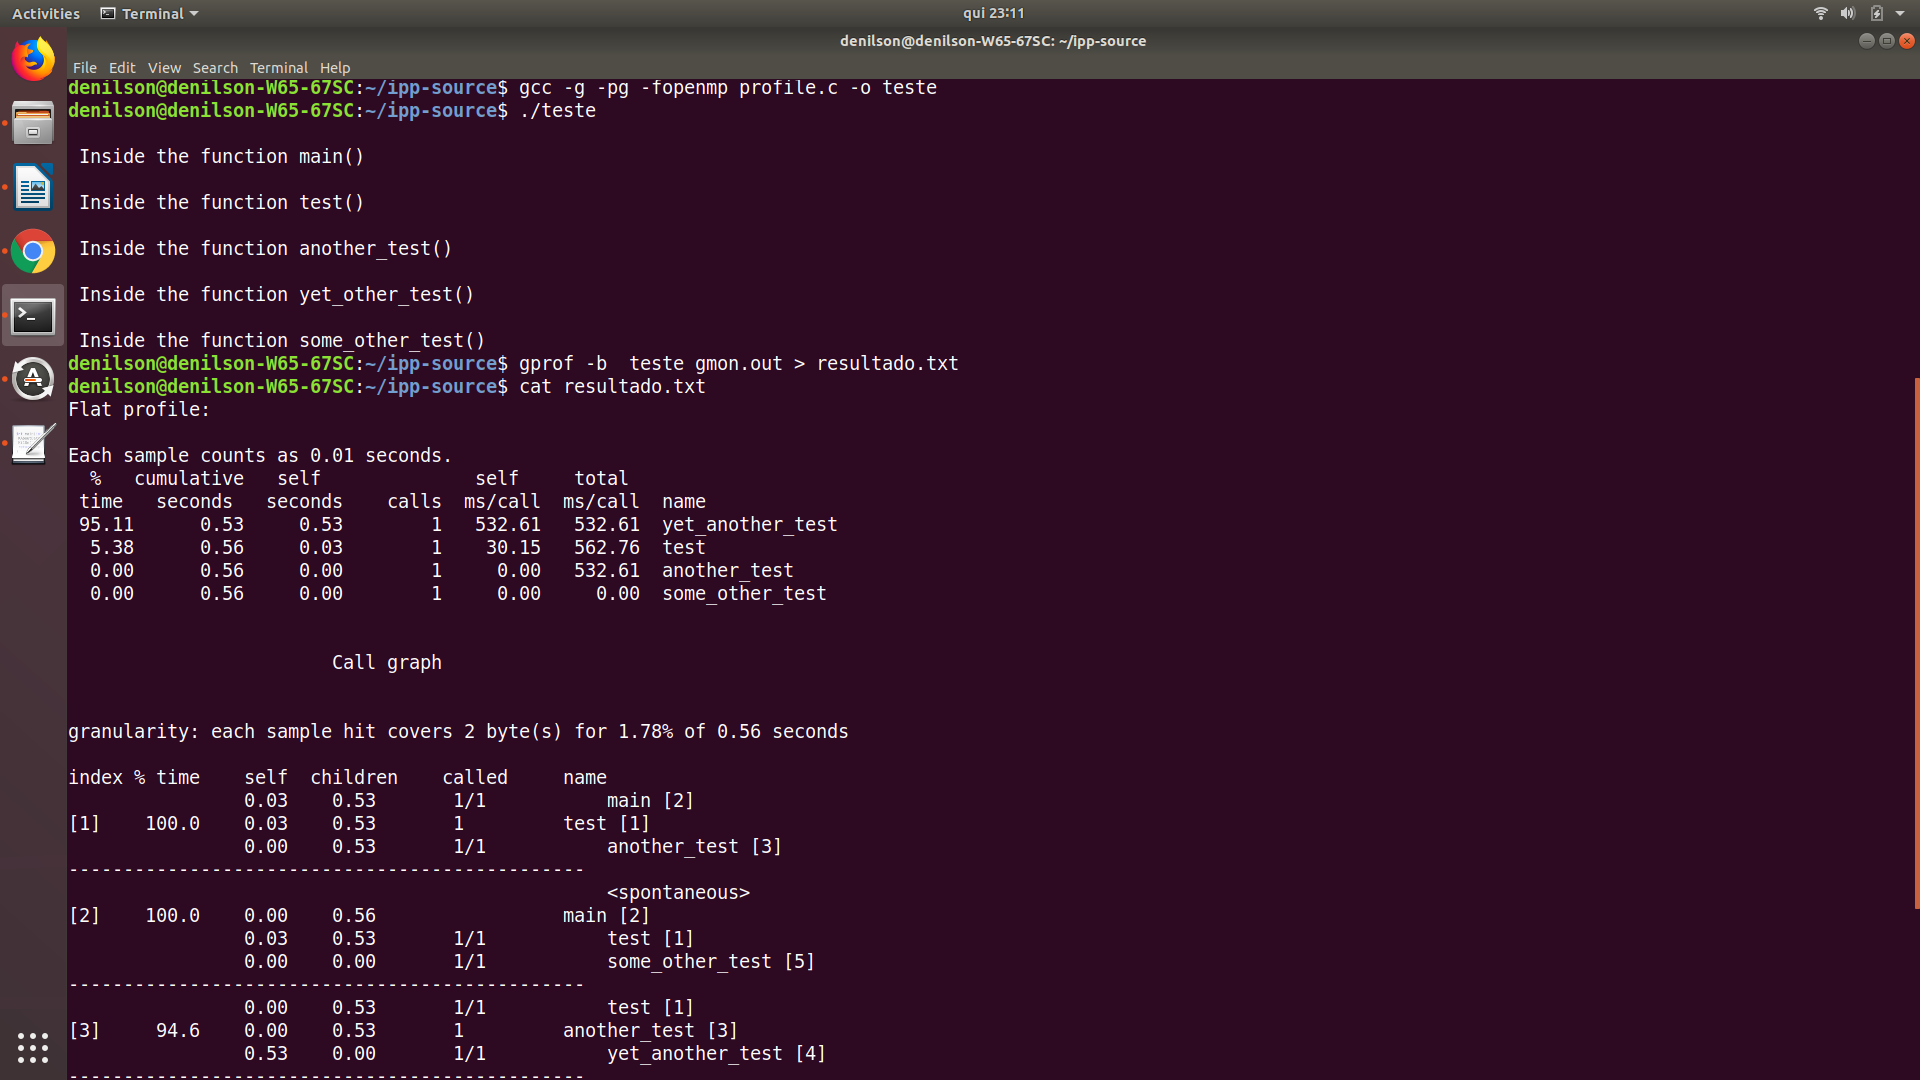 Activities Terminal qui 23:11
denilson@denilson-W65-67SC: ~/ipp-source
File Edit View Search Terminal Help
denilson@denilson-W65-67SC:~/ipp-source$ gcc -g -pg -fopenmp profile.c -o teste
denilson@denilson-W65-67SC:~/ipp-source$ ./teste
Inside the function main()
Inside the function test()
Inside the function another_test()
Inside the function yet_other_test()
Inside the function some_other_test()
denilson@denilson-W65-67SC:~/ipp-source$ gprof -b  teste gmon.out > resultado.txt
denilson@denilson-W65-67SC:~/ipp-source$ cat resultado.txt
Flat profile:
Each sample counts as 0.01 seconds.
  %   cumulative   self              self     total
 time   seconds   seconds    calls  ms/call  ms/call  name
 95.11      0.53     0.53        1   532.61   532.61  yet_another_test
  5.38      0.56     0.03        1    30.15   562.76  test
  0.00      0.56     0.00        1     0.00   532.61  another_test
  0.00      0.56     0.00        1     0.00     0.00  some_other_test
                        Call graph
granularity: each sample hit covers 2 byte(s) for 1.78% of 0.56 seconds
index % time    self  children    called     name
                0.03    0.53       1/1           main [2]
[1]    100.0    0.03    0.53       1         test [1]
                0.00    0.53       1/1           another_test [3]
-----------------------------------------------
                                                 <spontaneous>
[2]    100.0    0.00    0.56                 main [2]
                0.03    0.53       1/1           test [1]
                0.00    0.00       1/1           some_other_test [5]
-----------------------------------------------
                0.00    0.53       1/1           test [1]
[3]     94.6    0.00    0.53       1         another_test [3]
                0.53    0.00       1/1           yet_another_test [4]
-----------------------------------------------